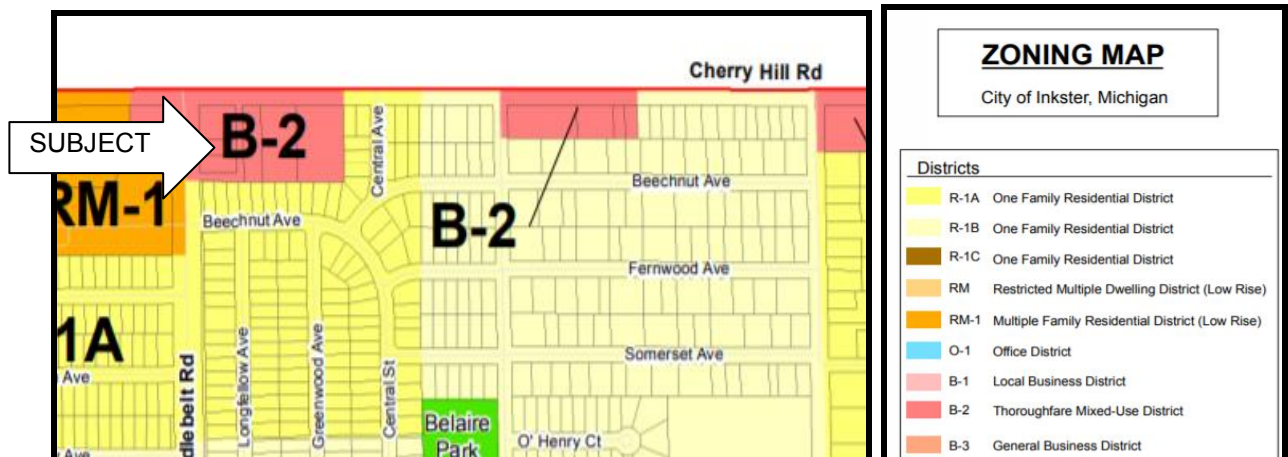 Cherry Hill Rd
SUBJECT
B-2
Central Ave
RM-1
Beechnut Ave
Beechnut Ave
B-2
Fernwood Ave
1A
Ave
dlebelt Rd
Longfellow Ave
Greenwood Ave
Central St
Somerset Ave
Belaire
Park
O' Henry Ct
Ave
ZONING MAP
City of Inkster, Michigan
Districts
R-1A One Family Residential District
R-1B One Family Residential District
R-1C One Family Residential District
RM Restricted Multiple Dwelling District (Low Rise)
RM-1 Multiple Family Residential District (Low Rise)
O-1 Office District
B-1 Local Business District
B-2 Thoroughfare Mixed-Use District
B-3 General Business District